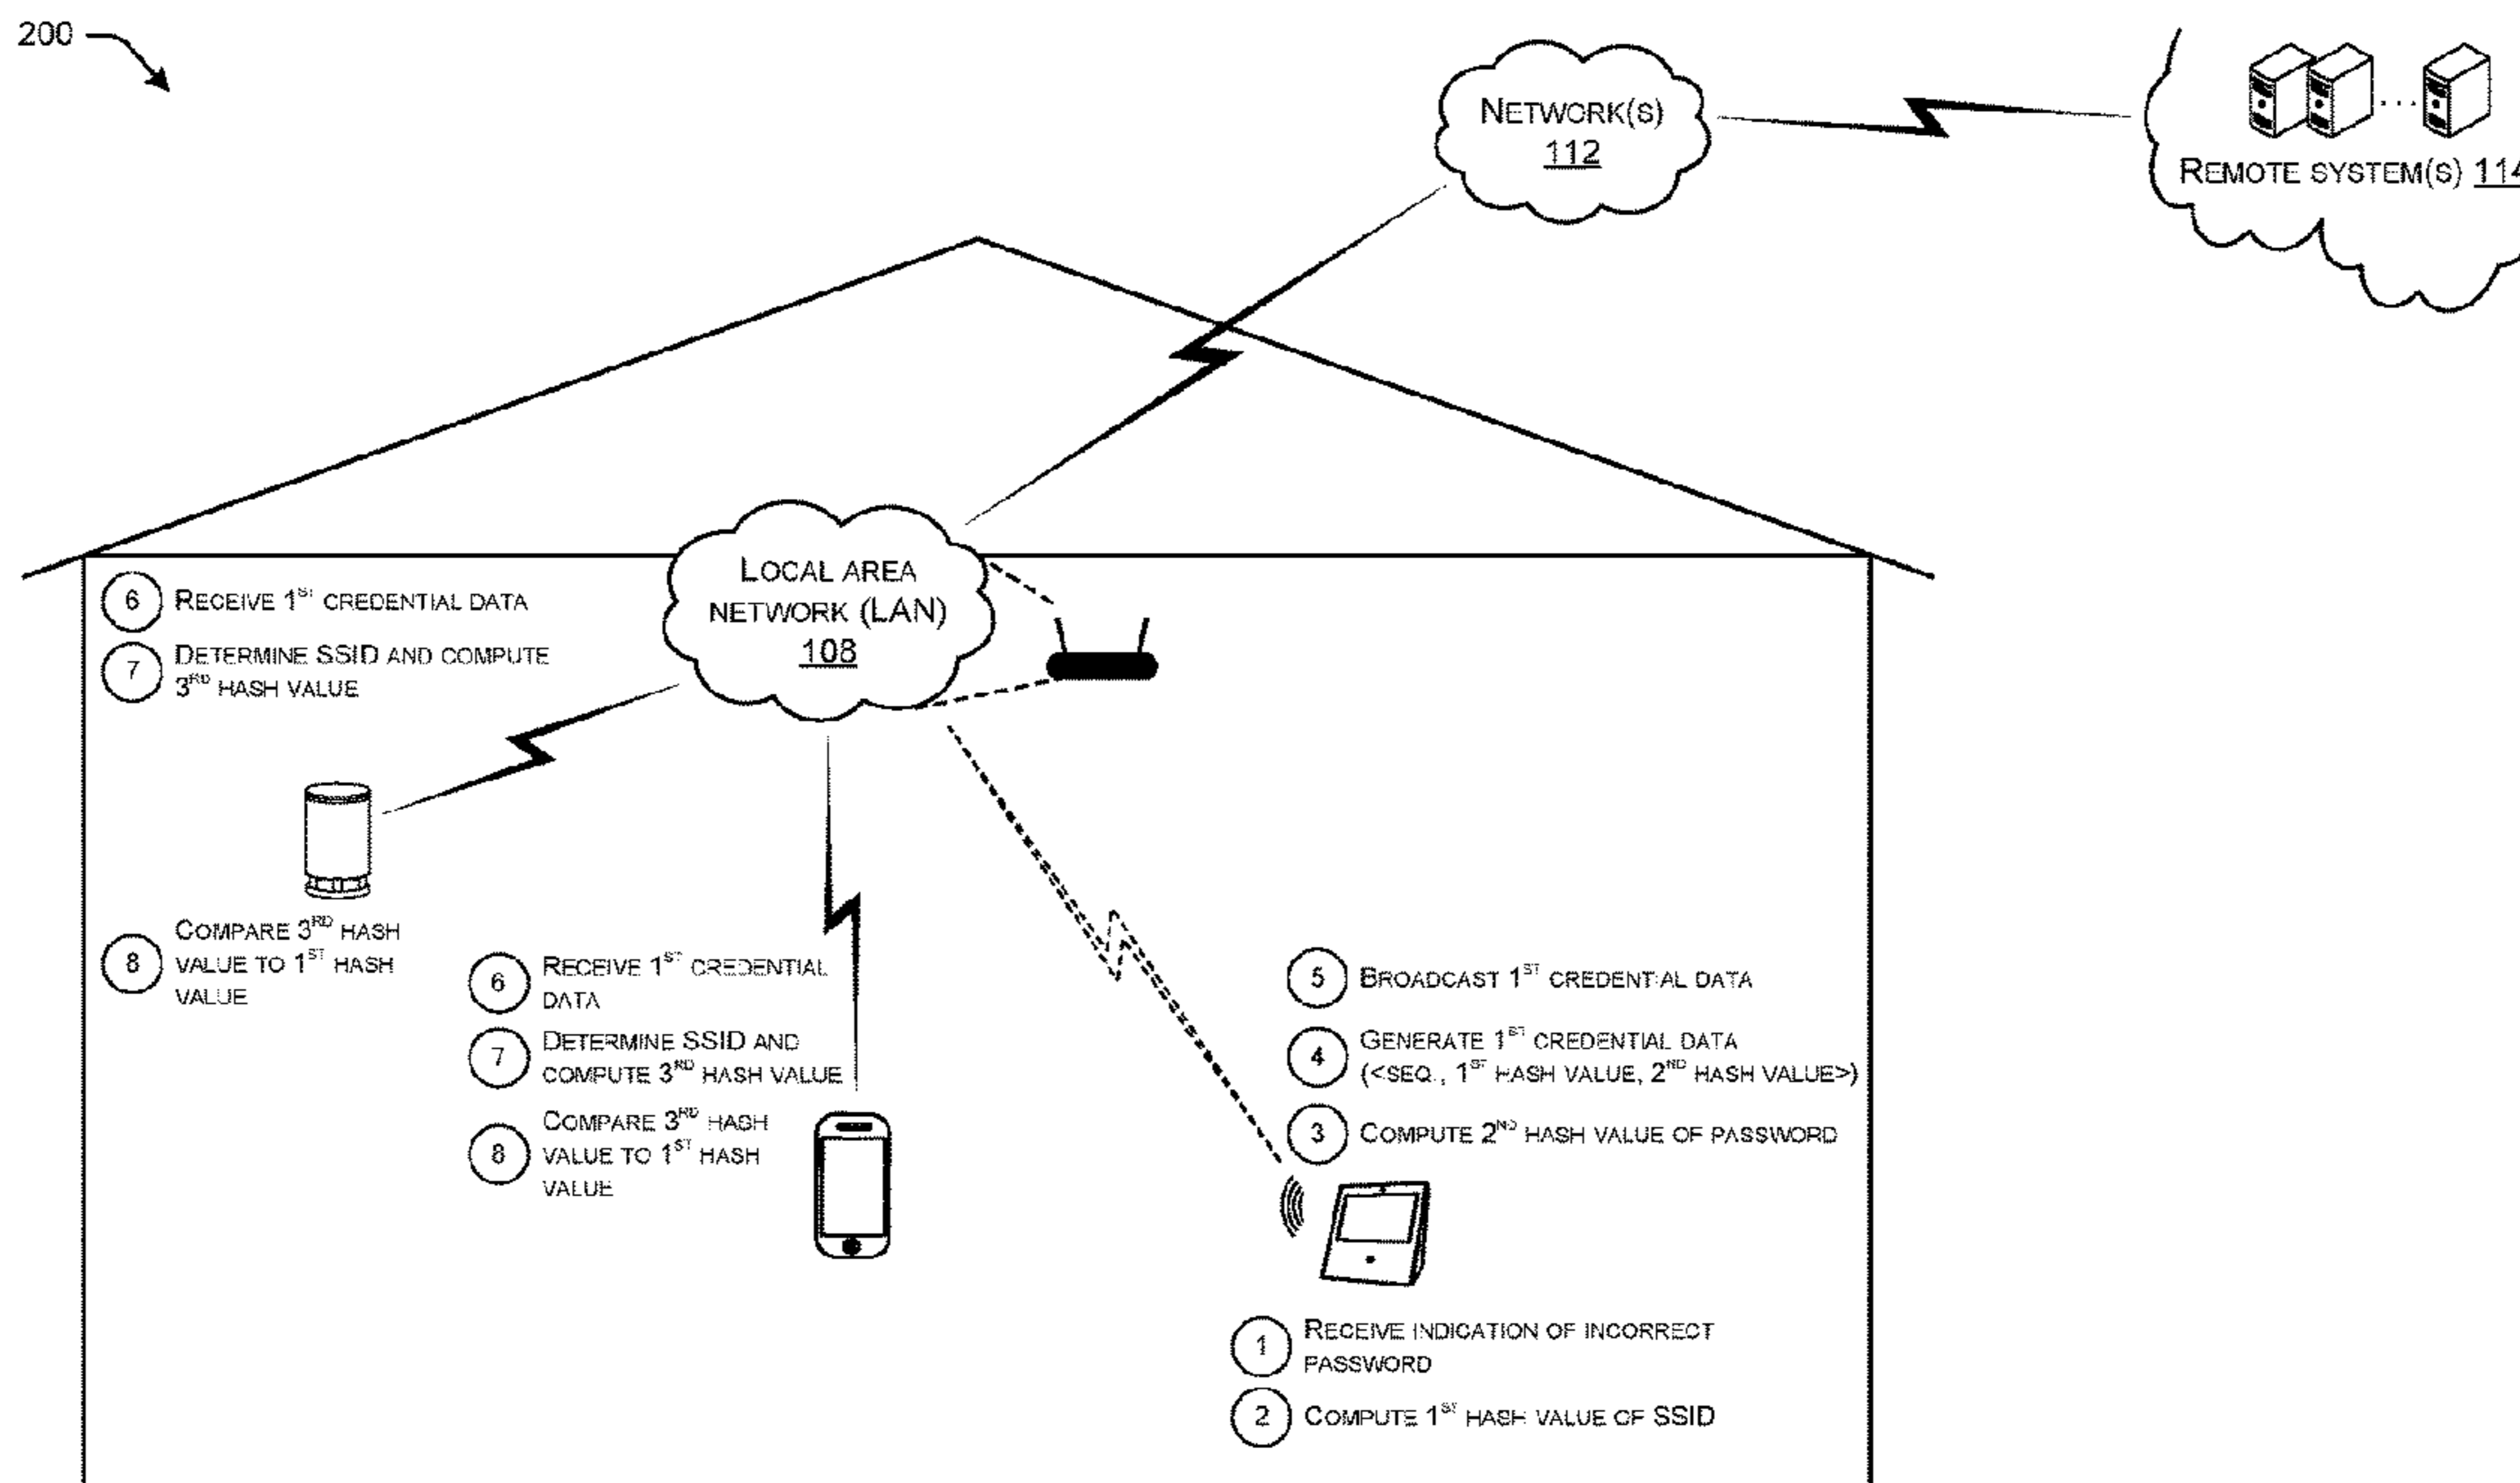 200
NETWORK(S)
112
REMOTE SYSTEM(S) 114
LOCAL AREA
NETWORK (LAN)
108
6 RECEIVE 1ST CREDENTIAL DATA
7 DETERMINE SSID AND COMPUTE
3RD HASH VALUE
8 COMPARE 3RD HASH
VALUE TO 1ST HASH
VALUE
6 RECEIVE 1ST CREDENTIAL
DATA
7 DETERMINE SSID AND
COMPUTE 3RD HASH VALUE
8 COMPARE 3RD HASH
VALUE TO 1ST HASH
VALUE
5 BROADCAST 1ST CREDENTIAL DATA
4 GENERATE 1ST CREDENTIAL DATA
(<SEQ., 1ST HASH VALUE, 2ND HASH VALUE>)
3 COMPUTE 2ND HASH VALUE OF PASSWORD
1 RECEIVE INDICATION OF INCORRECT
PASSWORD
2 COMPUTE 1ST HASH VALUE OF SSID